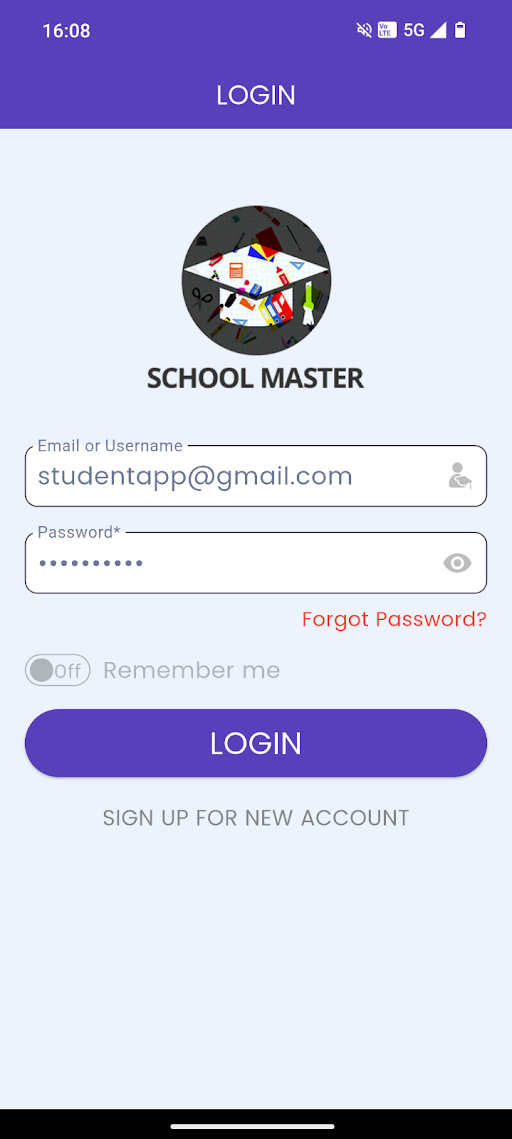 16:08
Vo LTE 5G
LOGIN
SCHOOL MASTER
Email or Username
studentapp@gmail.com
Password*
••••••••••
Forgot Password?
Off Remember me
LOGIN
SIGN UP FOR NEW ACCOUNT